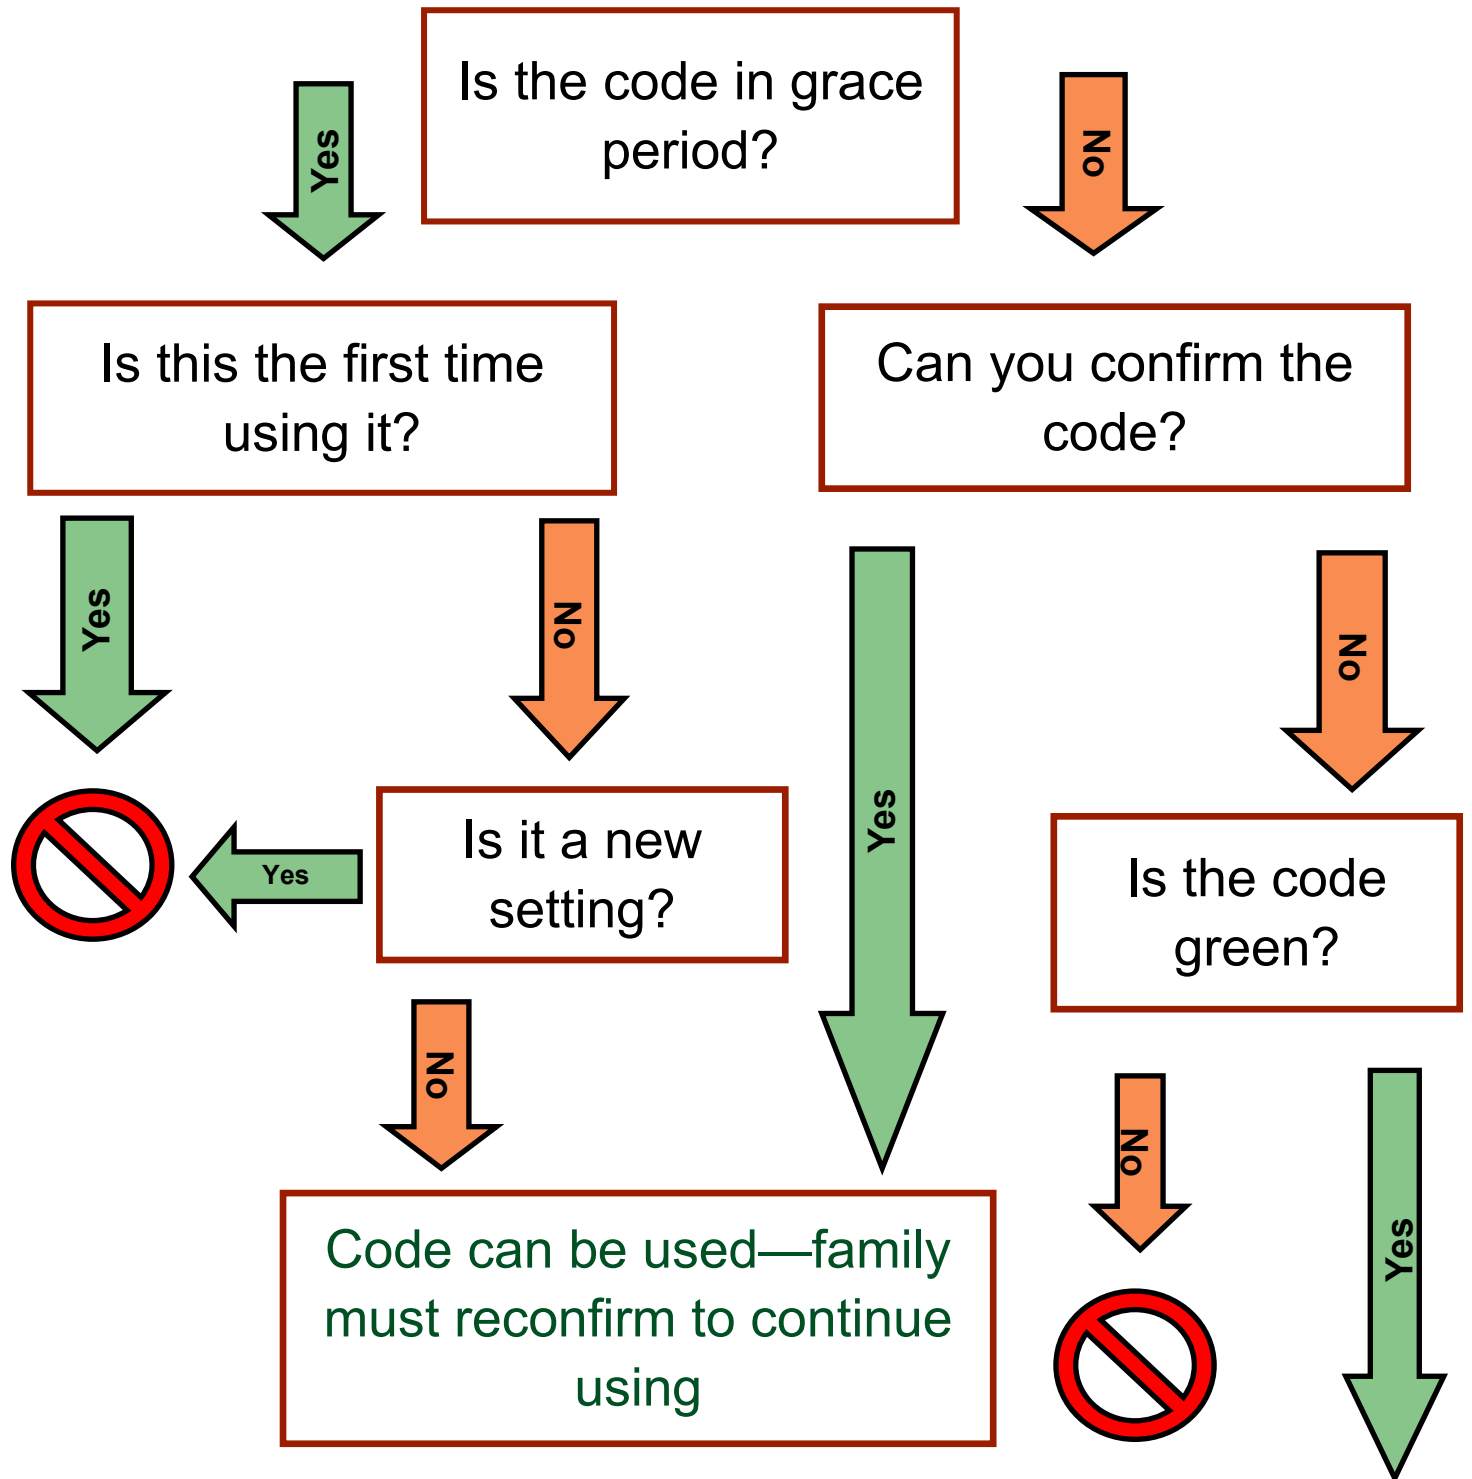 Is the code in grace
period?
Yes
No
Is this the first time
using it?
Can you confirm the
code?
Yes
No
Yes
No
Is it a new
setting?
Yes
Is the code
green?
No
No
Yes
Code can be used—family
must reconfirm to continue
using